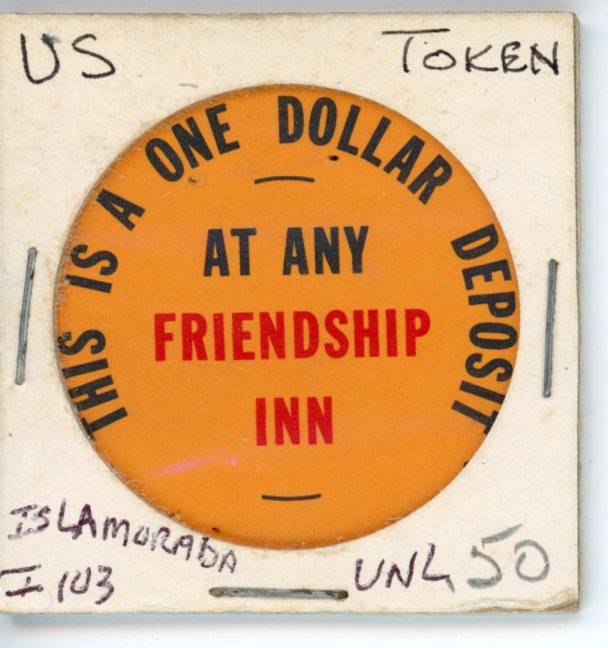 US TOKEN
THIS IS A ONE DOLLAR DEPOSIT
AT ANY
FRIENDSHIP
INN
ISLAMORADA
I 103
UNL 50